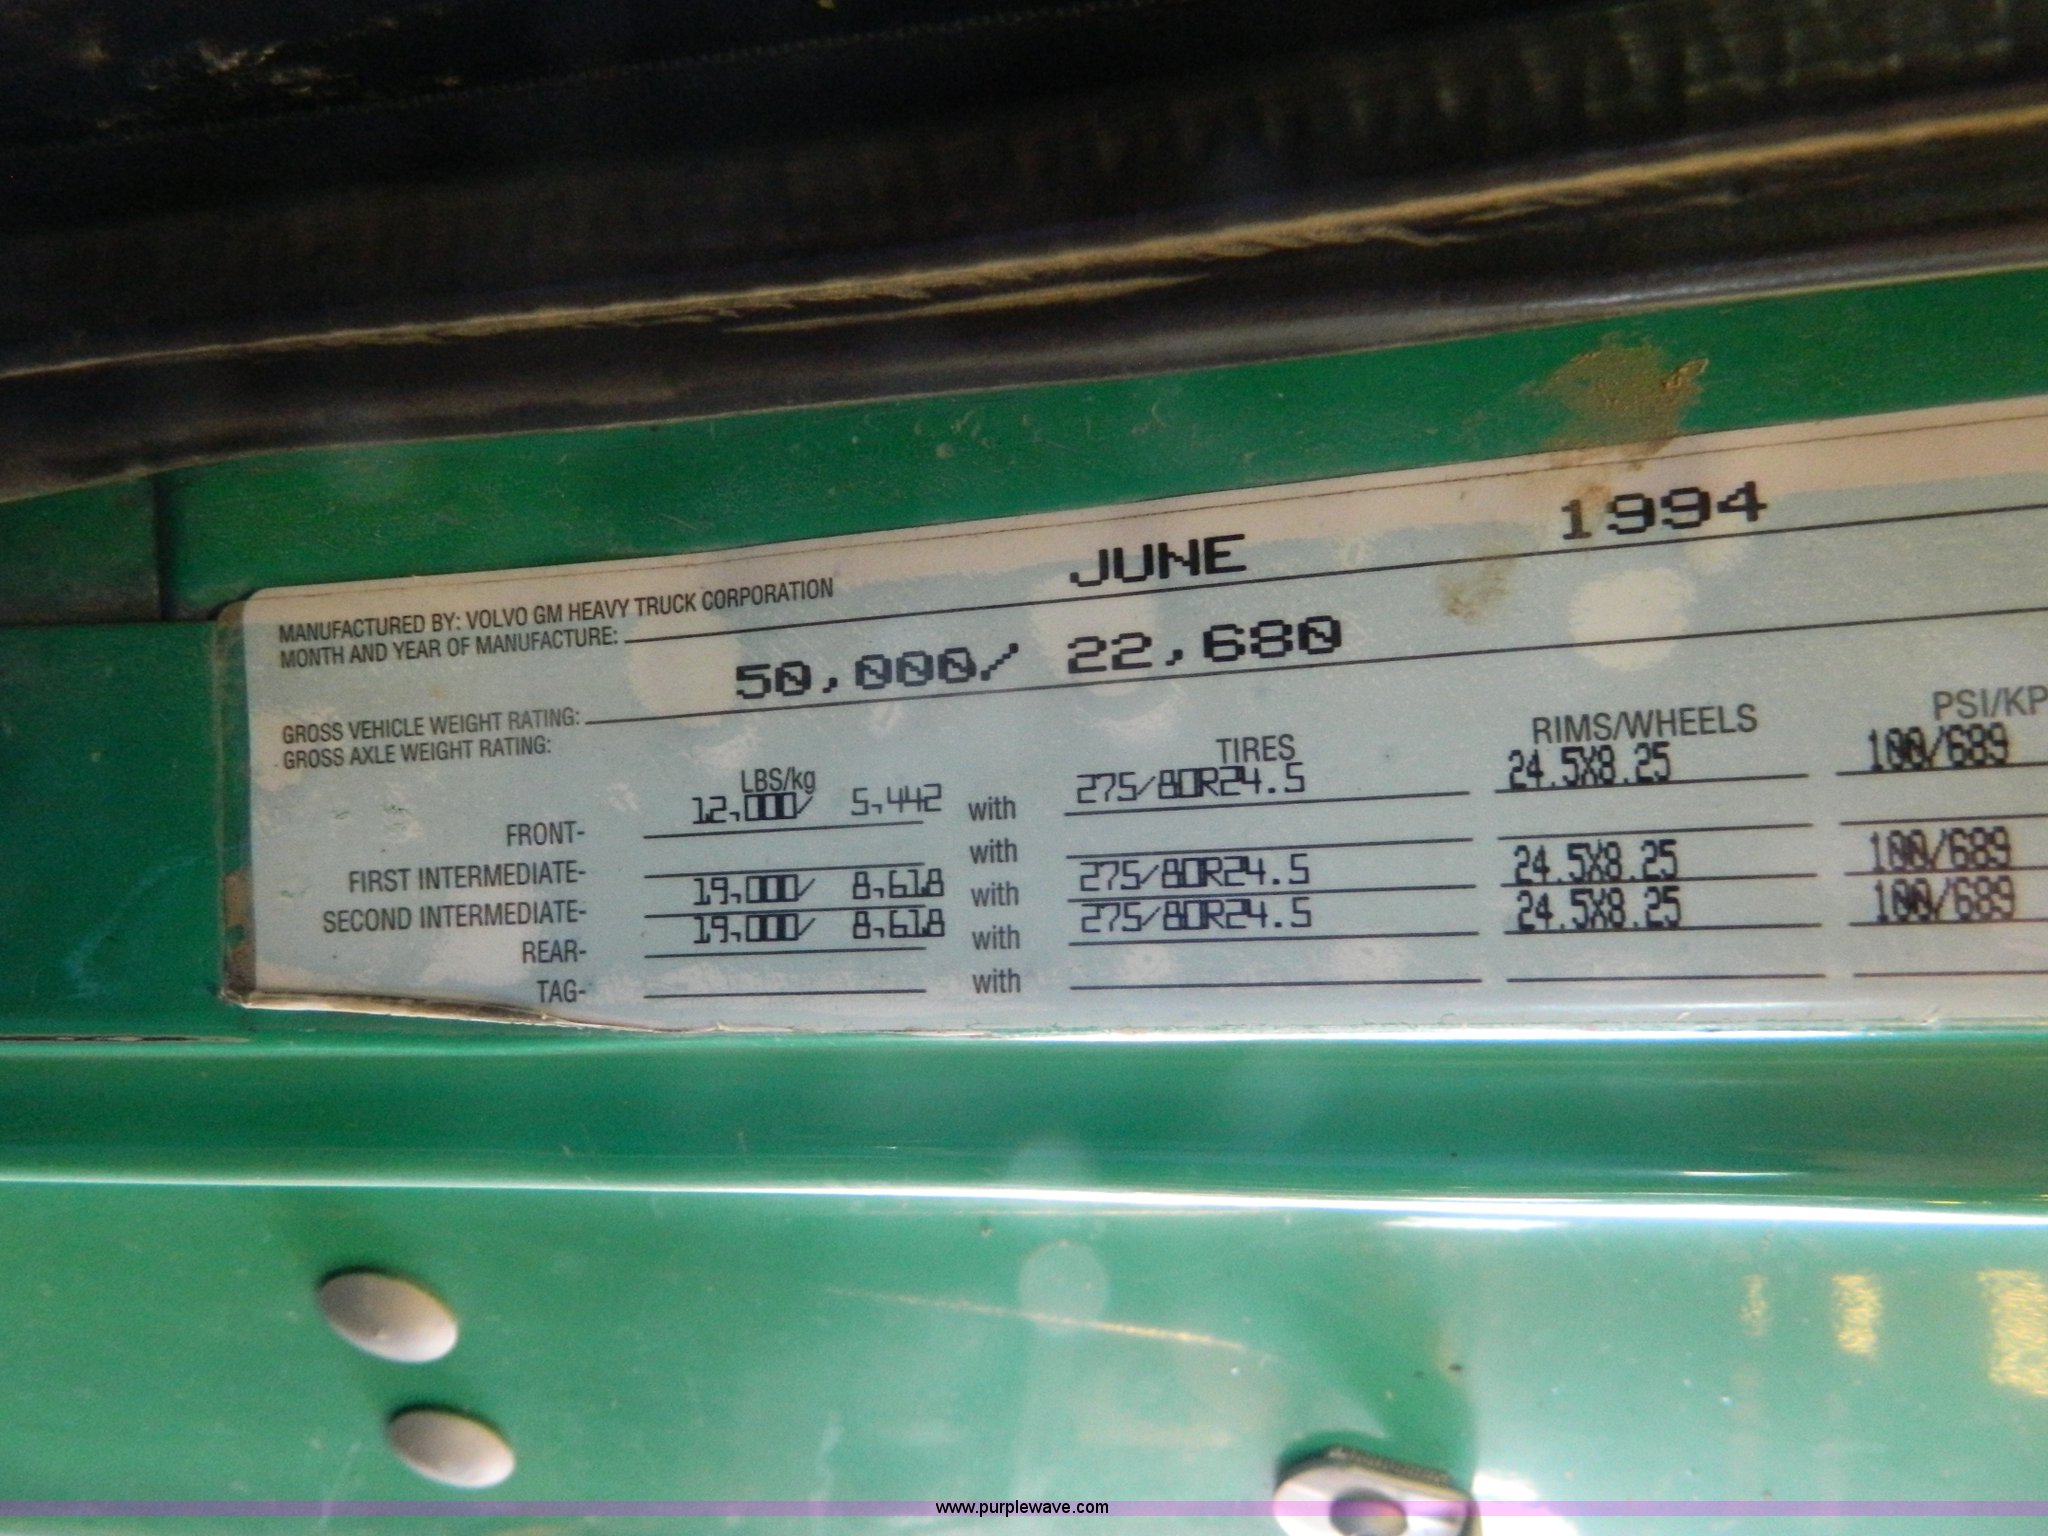 MANUFACTURED BY: VOLVO GM HEAVY TRUCK CORPORATION
MONTH AND YEAR OF MANUFACTURE: JUNE 1994
GROSS VEHICLE WEIGHT RATING: 50,000/ 22,680
GROSS AXLE WEIGHT RATING:
LBS/kg TIRES RIMS/WHEELS PSI/KP
FRONT- 12,000/ 5,442 with 275/80R24.5 24.5X8.25 100/689
FIRST INTERMEDIATE- with
SECOND INTERMEDIATE- 19,000/ 8,618 with 275/80R24.5 24.5X8.25 100/689
REAR- 19,000/ 8,618 with 275/80R24.5 24.5X8.25 100/689
TAG- with
www.purplewave.com